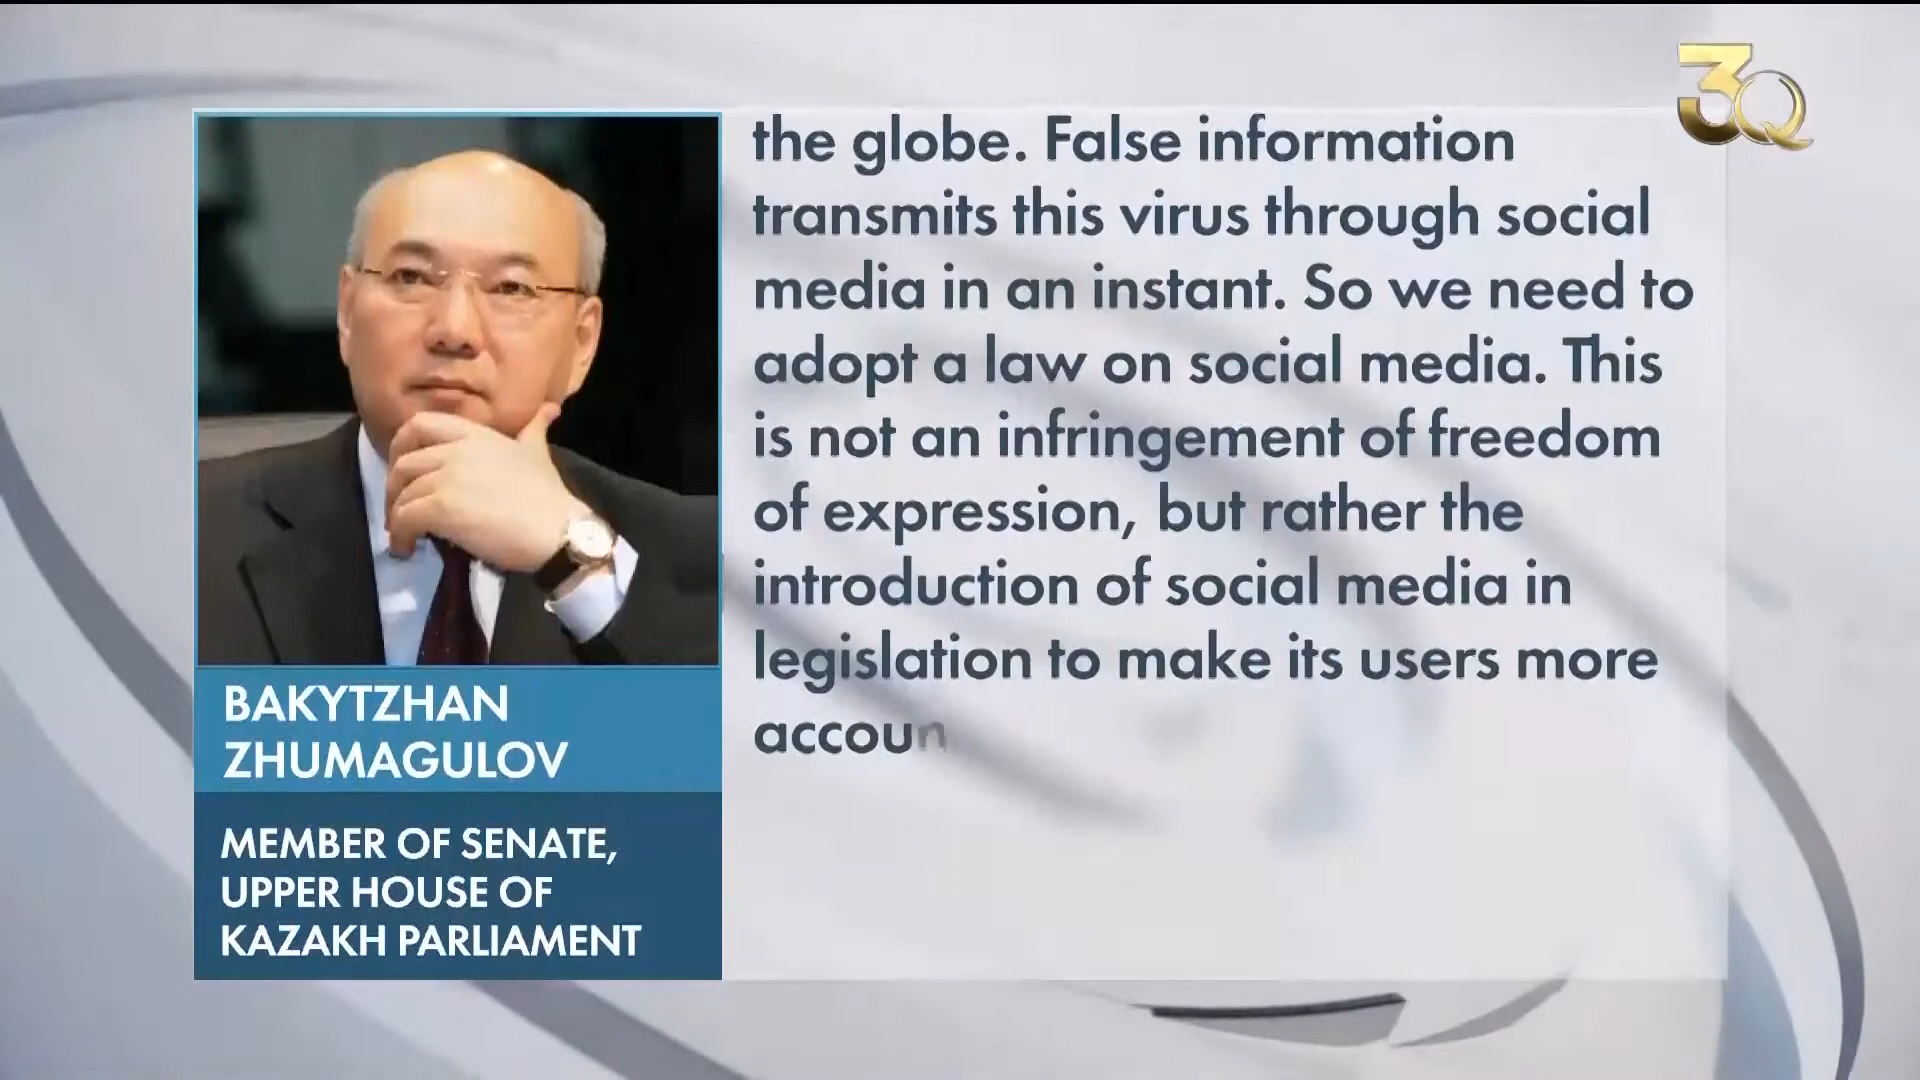 3Q
the globe. False information
transmits this virus through social
media in an instant. So we need to
adopt a law on social media. This
is not an infringement of freedom
of expression, but rather the
introduction of social media in
legislation to make its users more
accoun
BAKYTZHAN
ZHUMAGULOV
MEMBER OF SENATE,
UPPER HOUSE OF
KAZAKH PARLIAMENT